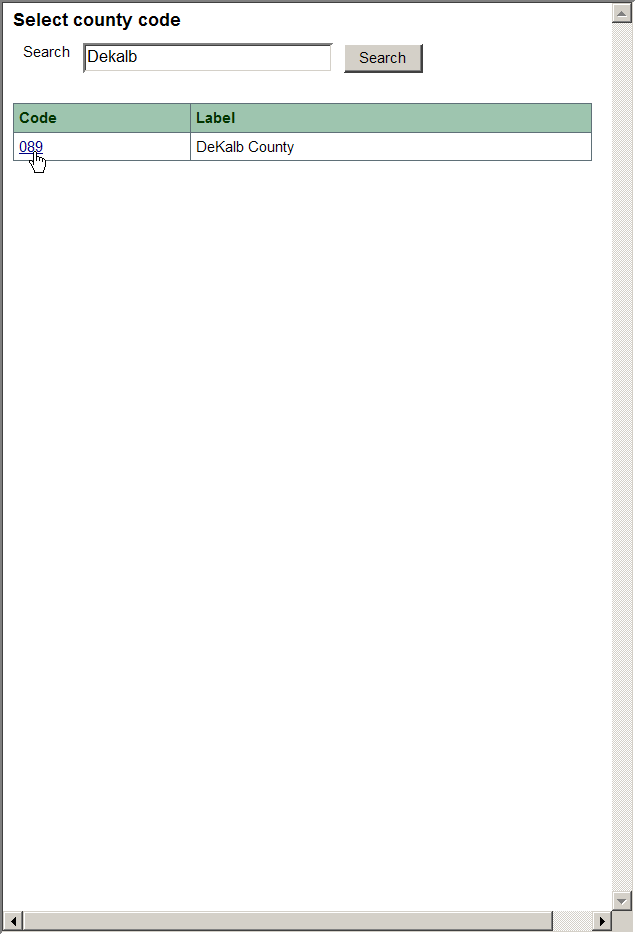 Select county code
Search Dekalb Search
Code Label
089 DeKalb County